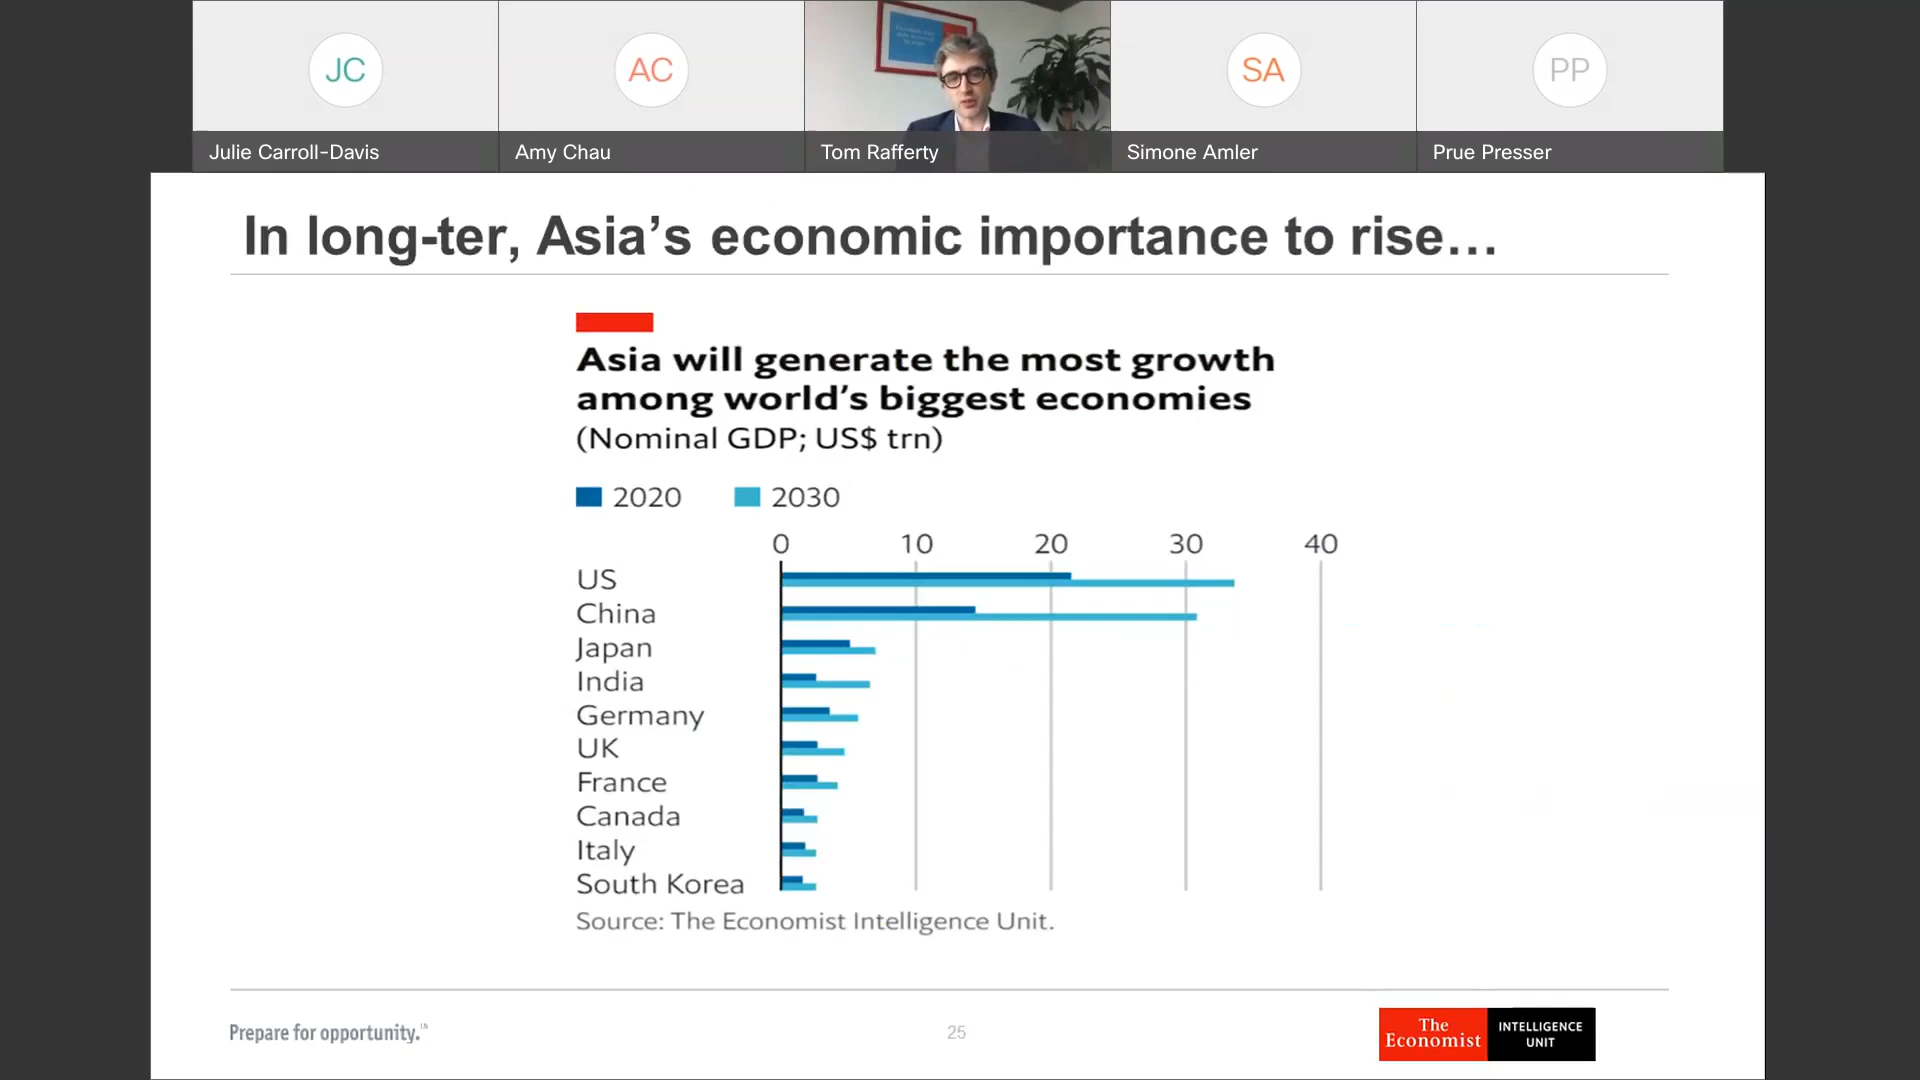 JC
AC
SA
PP
Julie Carroll-Davis
Amy Chau
Tom Rafferty
Simone Amler
Prue Presser
In long-ter, Asia’s economic importance to rise…
Asia will generate the most growth
among world’s biggest economies
(Nominal GDP; US$ trn)
2020 2030
0 10 20 30 40
US
China
Japan
India
Germany
UK
France
Canada
Italy
South Korea
Source: The Economist Intelligence Unit.
Prepare for opportunity.
25
The
Economist
INTELLIGENCE
UNIT